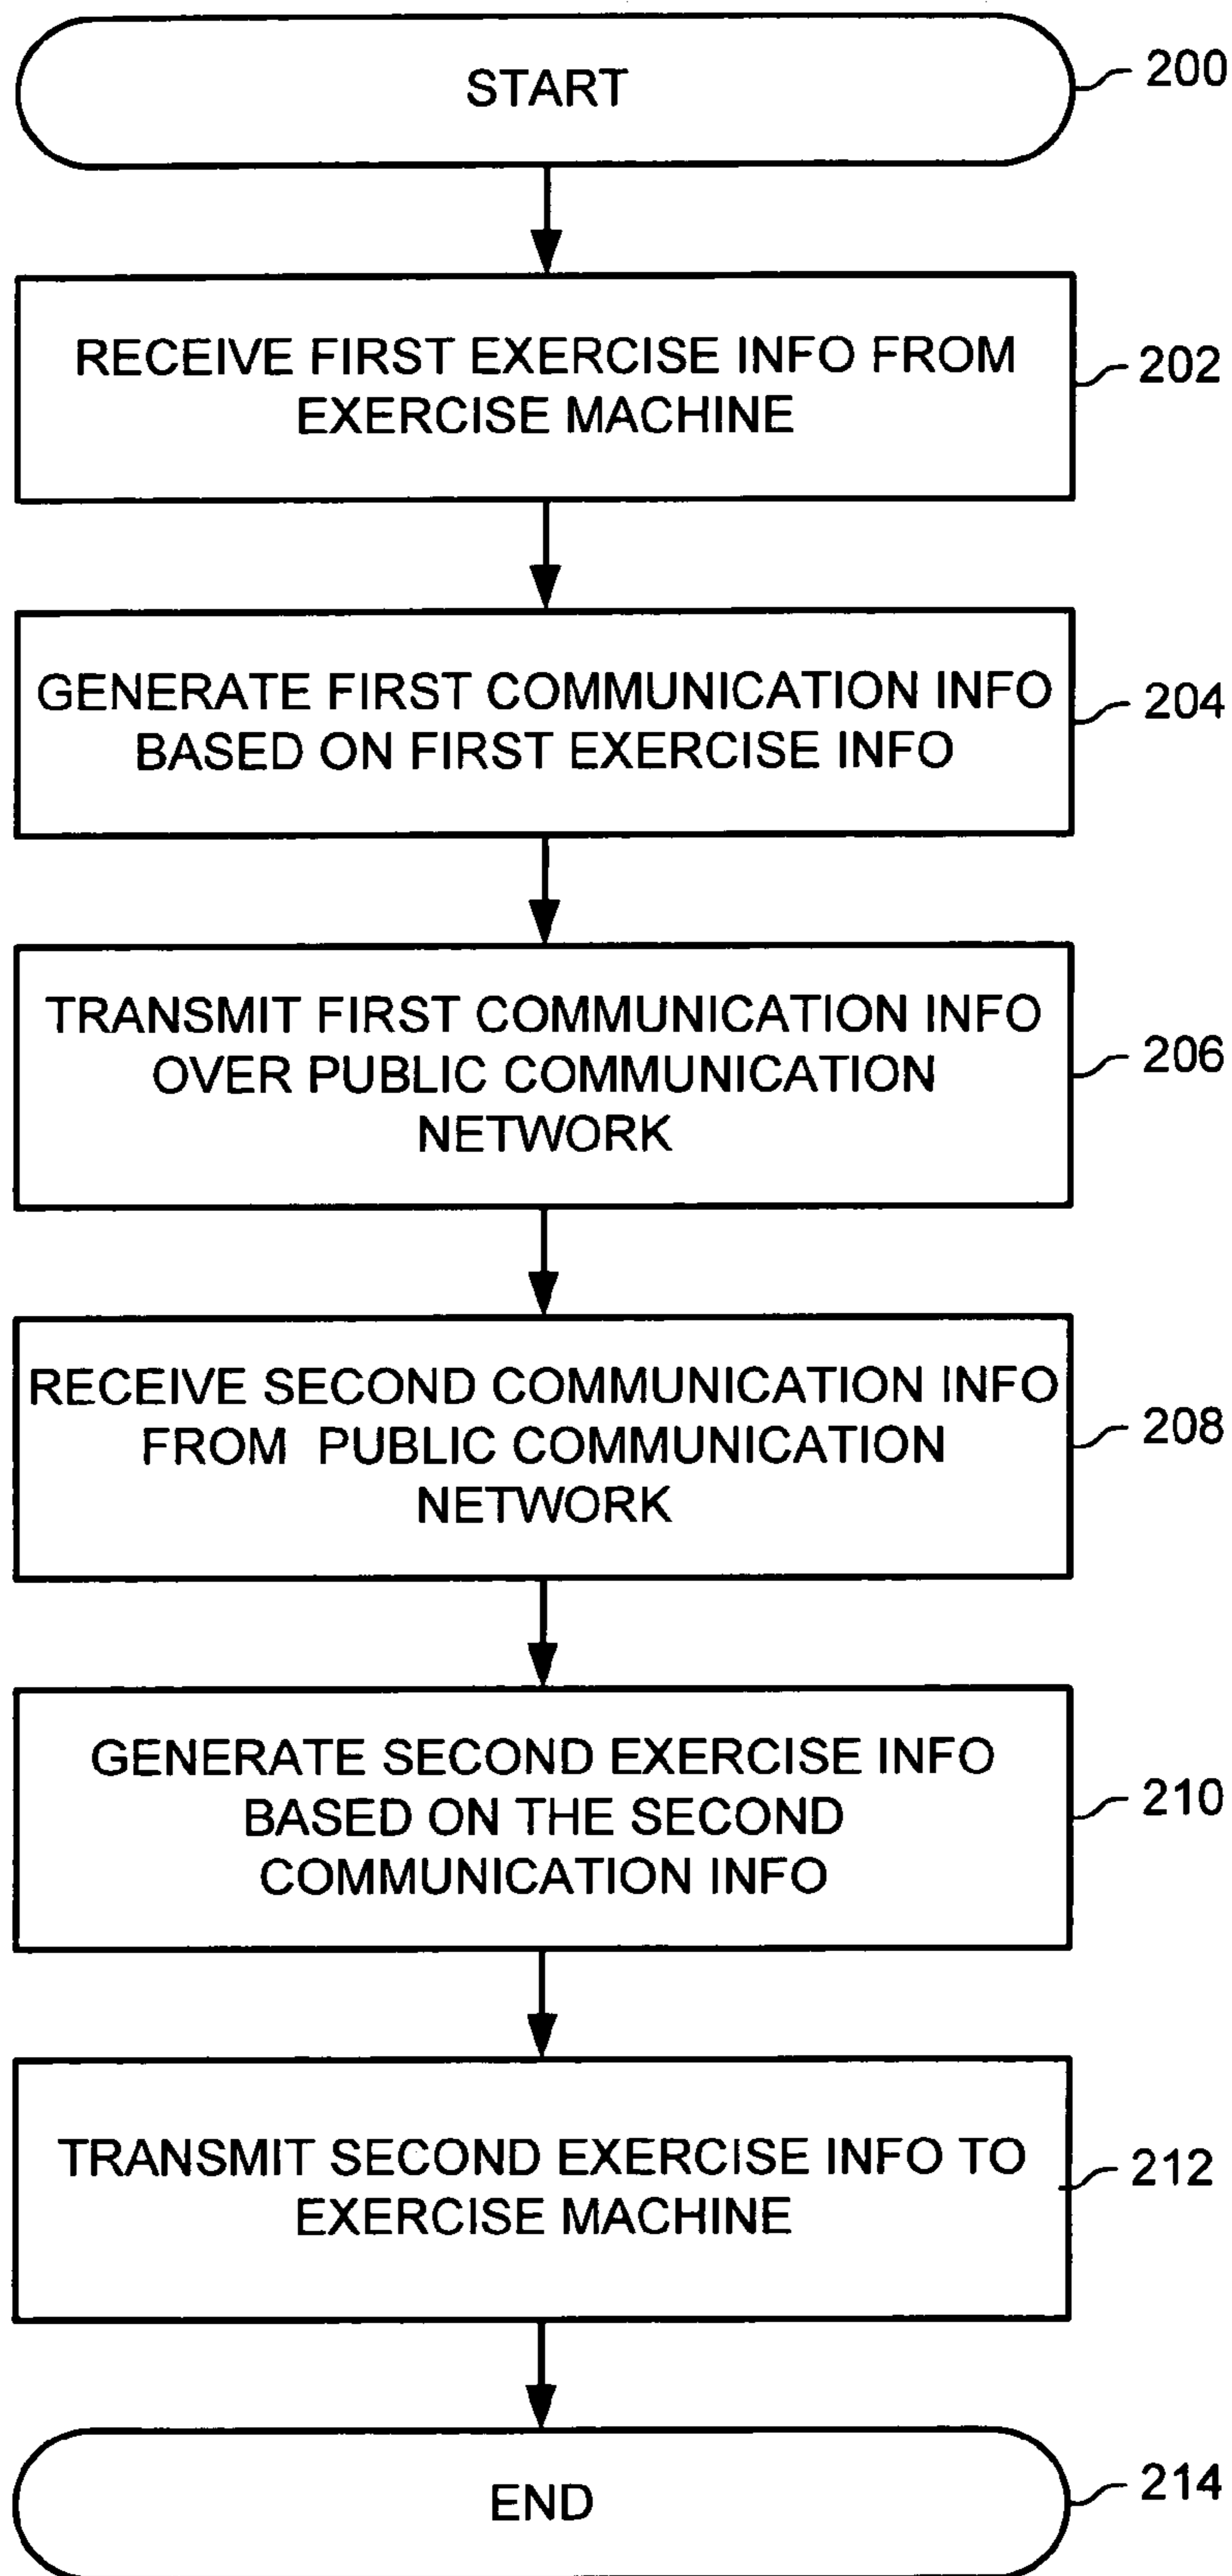 START
200
RECEIVE FIRST EXERCISE INFO FROM
EXERCISE MACHINE
202
GENERATE FIRST COMMUNICATION INFO
BASED ON FIRST EXERCISE INFO
204
TRANSMIT FIRST COMMUNICATION INFO
OVER PUBLIC COMMUNICATION
NETWORK
206
RECEIVE SECOND COMMUNICATION INFO
FROM PUBLIC COMMUNICATION
NETWORK
208
GENERATE SECOND EXERCISE INFO
BASED ON THE SECOND
COMMUNICATION INFO
210
TRANSMIT SECOND EXERCISE INFO TO
EXERCISE MACHINE
212
END
214